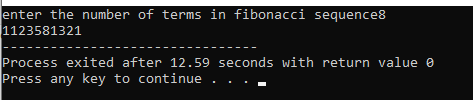 enter the number of terms in fibonacci sequence8
1123581321
--------------------------------
Process exited after 12.59 seconds with return value 0
Press any key to continue . . .